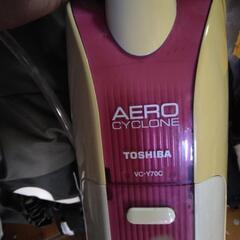 AERO
CYCLONE
TOSHIBA
VC-Y70C